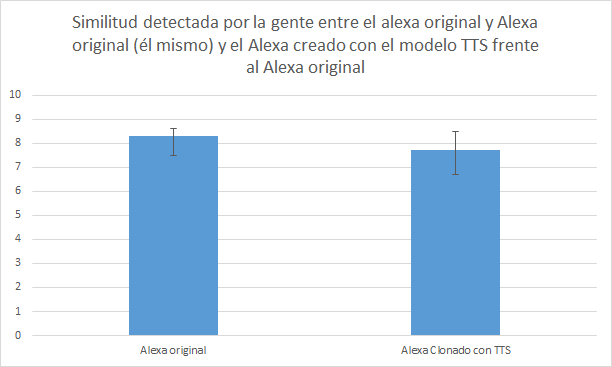 Similitud detectada por la gente entre el alexa original y Alexa
original (él mismo) y el Alexa creado con el modelo TTS frente
al Alexa original
10
9
8
7
6
5
4
3
2
1
0
Alexa original
Alexa Clonado con TTS